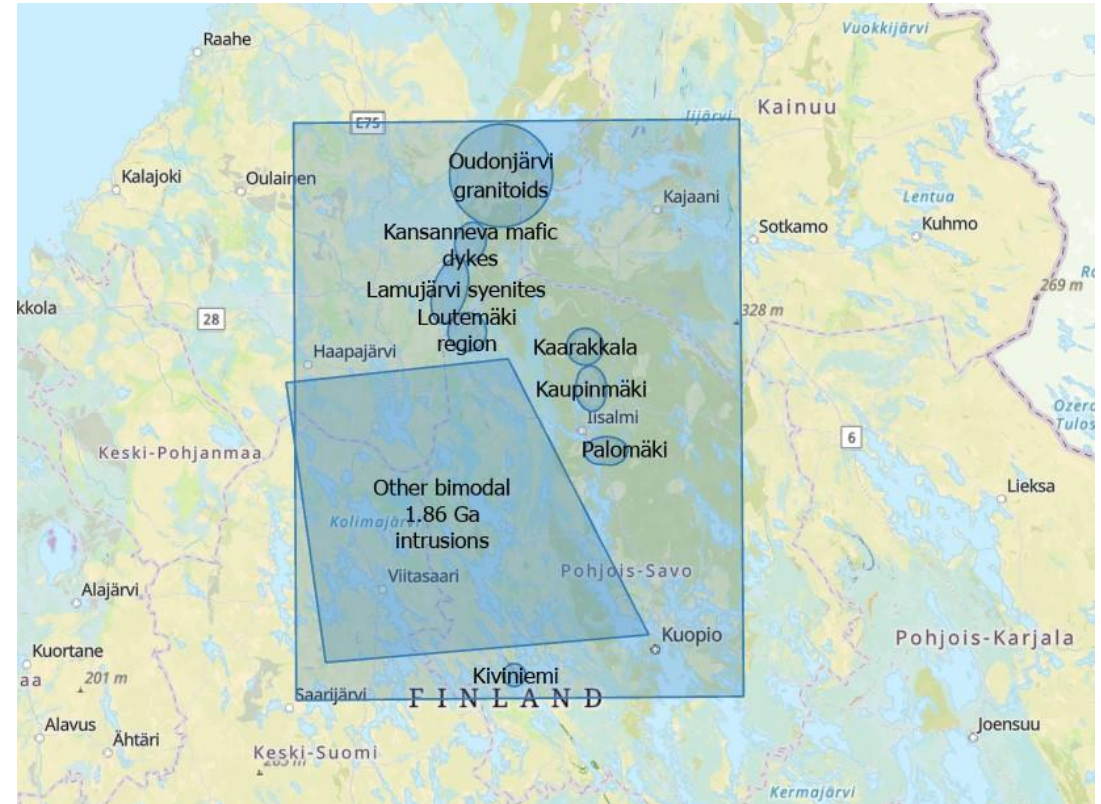 Raahe
Vuokkijärvi
Kainuu
E75
Iijärvi
Oudonjärvi
granitoids
Kalajoki
Oulainen
Kajaani
Lentua
Sotkamo
Kuhmo
Kansanneva mafic
dykes
269 m
Lamujärvi syenites
kkola
28
328 m
Loutemäki
region
Haapajärvi
Kaarakkala
Kaupinmäki
Iisalmi
Ozero
Tulos
Keski-Pohjanmaa
6
Palomäki
Lieksa
Other bimodal
1.86 Ga
intrusions
Kolimajärvi
Viitasaari
Pohjois-Savo
Alajärvi
Kuopio
Pohjois-Karjala
Kuortane
aa
201 m
Kiviniemi
Saarijärvi
FINLAND
Alavus
Ähtäri
Keski-Suomi
Joensuu
Kermajärvi